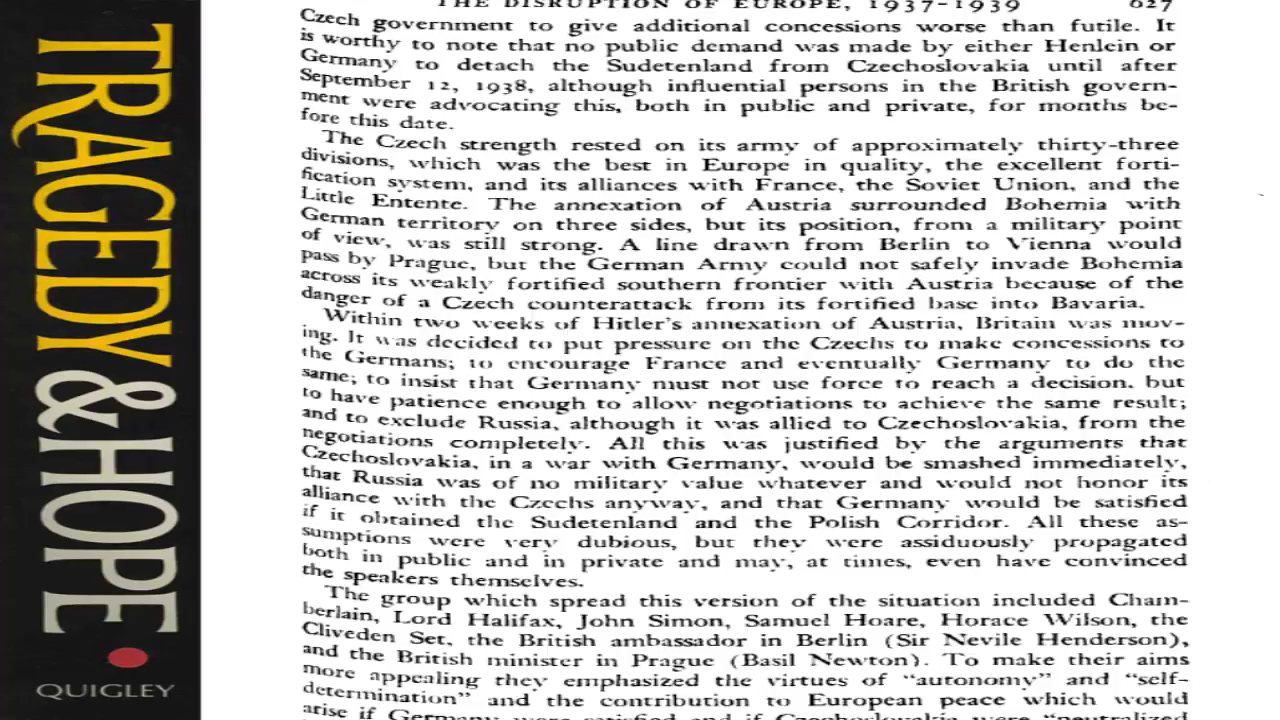 TRAGEDY & HOPE
QUIGLEY
THE DISRUPTION OF EUROPE, 1937-1939 627
Czech government to give additional concessions worse than futile. It
is worthy to note that no public demand was made by either Henlein or
Germany to detach the Sudetenland from Czechoslovakia until after
September 12, 1938, although influential persons in the British govern-
ment were advocating this, both in public and private, for months be-
fore this date.
The Czech strength rested on its army of approximately thirty-three
divisions, which was the best in Europe in quality, the excellent forti-
fication system, and its alliances with France, the Soviet Union, and the
Little Entente. The annexation of Austria surrounded Bohemia with
German territory on three sides, but its position, from a military point
of view, was still strong. A line drawn from Berlin to Vienna would
pass by Prague, but the German Army could not safely invade Bohemia
across its weakly fortified southern frontier with Austria because of the
danger of a Czech counterattack from its fortified base into Bavaria.
Within two weeks of Hitler's annexation of Austria, Britain was mov-
ing. It was decided to put pressure on the Czechs to make concessions to
the Germans; to encourage France and eventually Germany to do the
same; to insist that Germany must not use force to reach a decision, but
to have patience enough to allow negotiations to achieve the same result;
and to exclude Russia, although it was allied to Czechoslovakia, from the
negotiations completely. All this was justified by the arguments that
Czechoslovakia, in a war with Germany, would be smashed immediately,
that Russia was of no military value whatever and would not honor its
alliance with the Czechs anyway, and that Germany would be satisfied
if it obtained the Sudetenland and the Polish Corridor. All these as-
sumptions were very dubious, but they were assiduously propagated
both in public and in private and may, at times, even have convinced
the speakers themselves.
The group which spread this version of the situation included Cham-
berlain, Lord Halifax, John Simon, Samuel Hoare, Horace Wilson, the
Cliveden Set, the British ambassador in Berlin (Sir Nevile Henderson),
and the British minister in Prague (Basil Newton). To make their aims
more appealing they emphasized the virtues of "autonomy" and "self-
determination" and the contribution to European peace which would
arise if Germany were satisfied and if Czechoslovakia were "neutralized